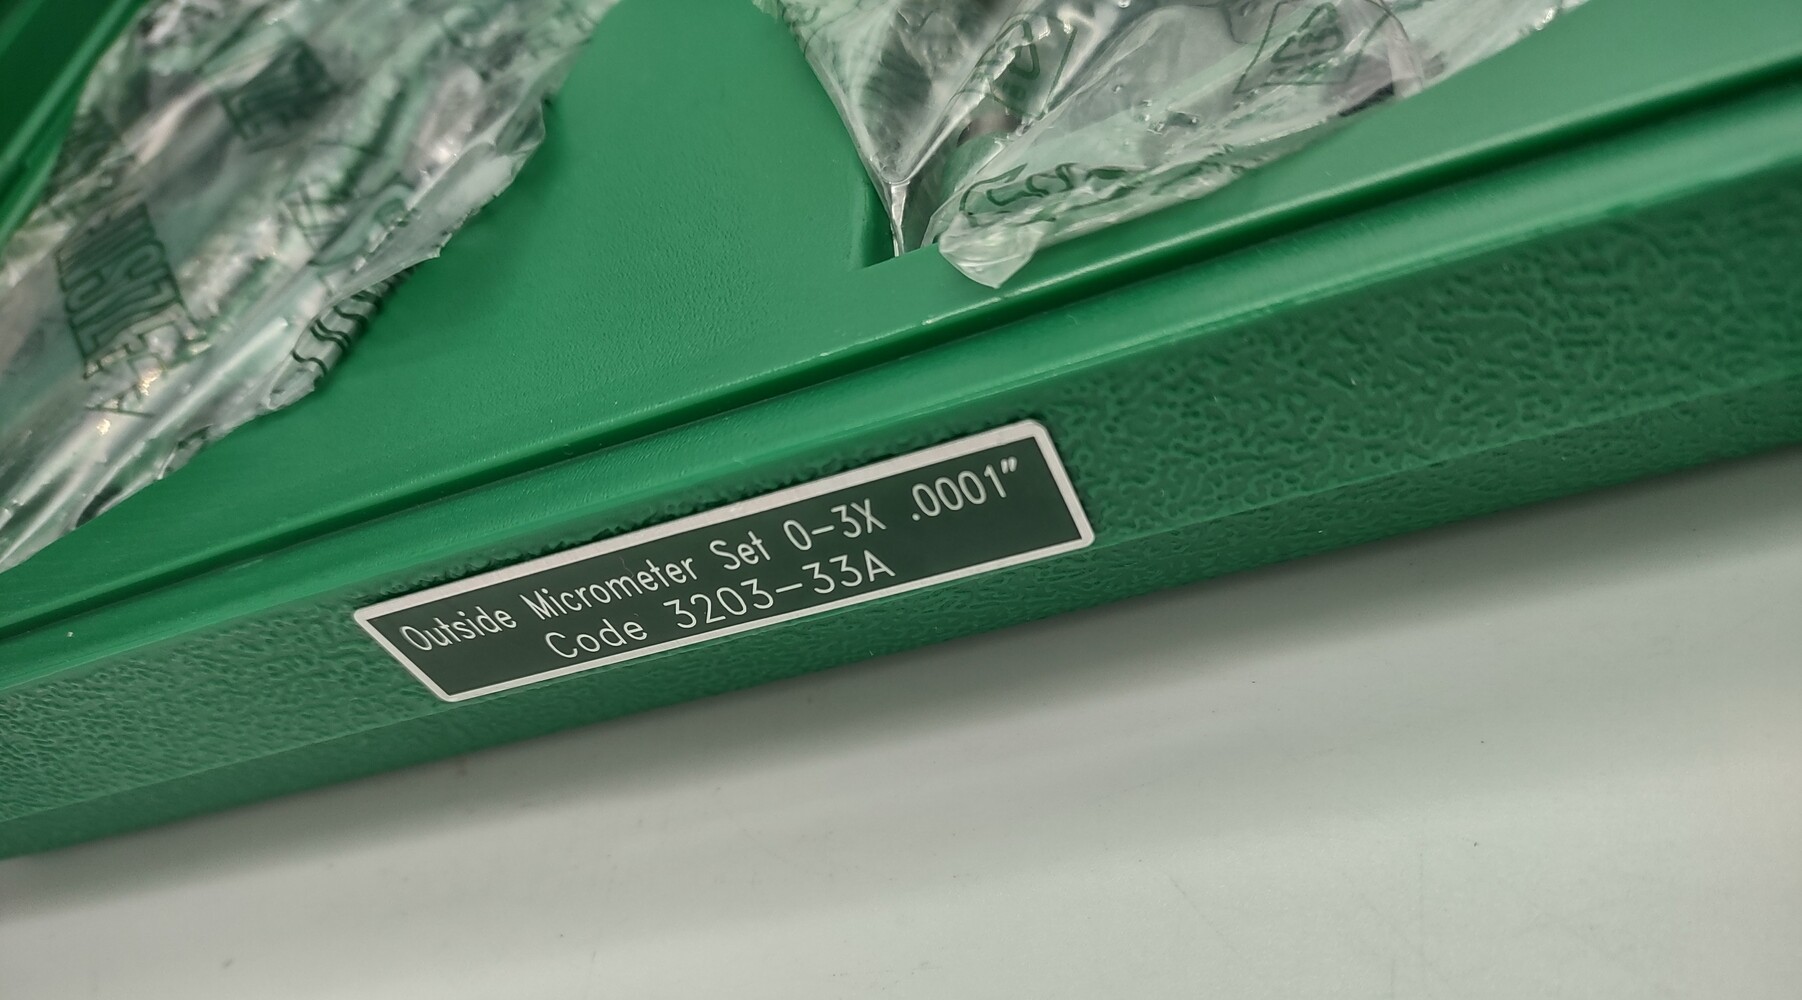 Outside Micrometer Set 0-3X .0001"
Code 3203-33A